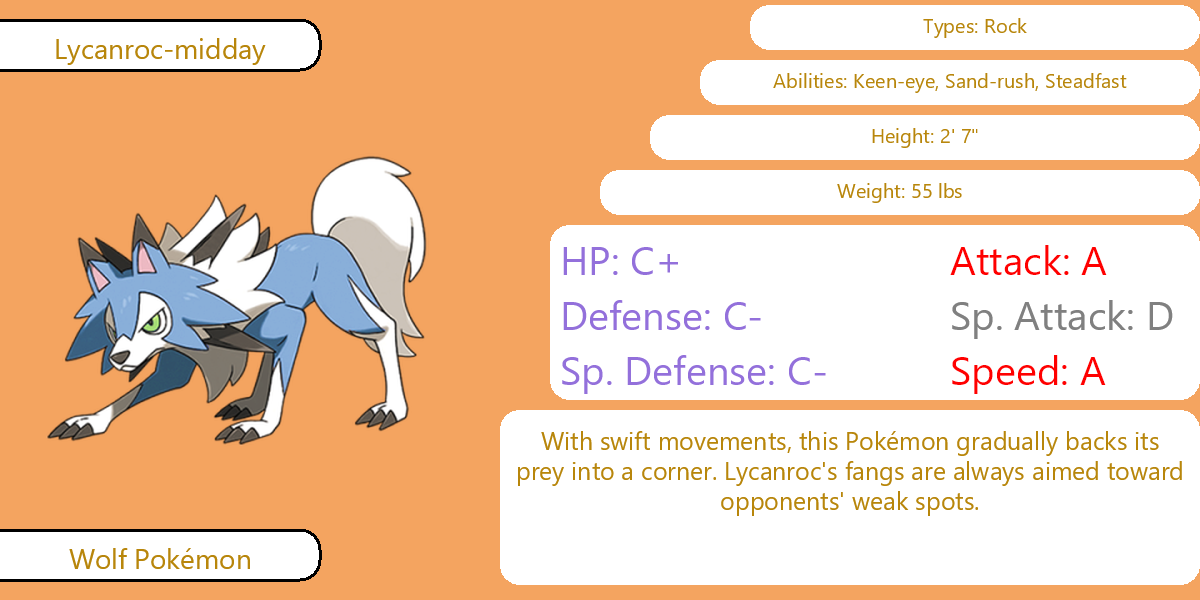 Lycanroc-midday
Types: Rock
Abilities: Keen-eye, Sand-rush, Steadfast
Height: 2' 7"
Weight: 55 lbs
HP: C+
Attack: A
Defense: C-
Sp. Attack: D
Sp. Defense: C-
Speed: A
With swift movements, this Pokémon gradually backs its
prey into a corner. Lycanroc's fangs are always aimed toward
opponents' weak spots.
Wolf Pokémon